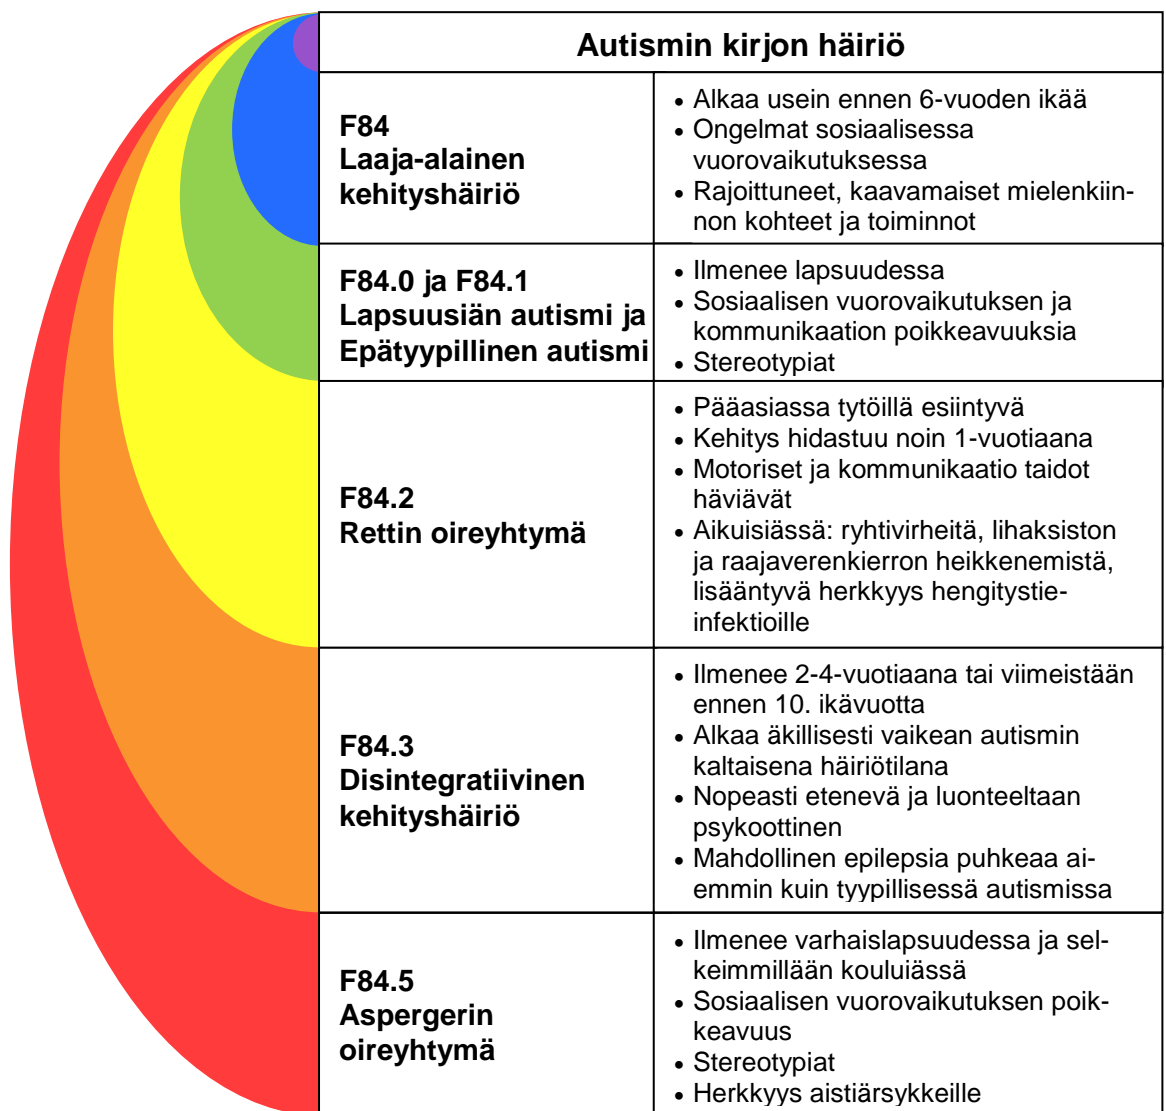 Autismin kirjon häiriö
F84
Laaja-alainen
kehityshäiriö
• Alkaa usein ennen 6-vuoden ikää
• Ongelmat sosiaalisessa
vuorovaikutuksessa
• Rajoittuneet, kaavamaiset mielenkiin-
non kohteet ja toiminnot
F84.0 ja F84.1
Lapsuusiän autismi ja
Epätyypillinen autismi
• Ilmenee lapsuudessa
• Sosiaalisen vuorovaikutuksen ja
kommunikaation poikkeavuuksia
• Stereotypiat
F84.2
Rettin oireyhtymä
• Pääasiassa tytöillä esiintyvä
• Kehitys hidastuu noin 1-vuotiaana
• Motoriset ja kommunikaatio taidot
häviävät
• Aikuisiässä: ryhtivirheitä, lihaksiston
ja raajaverenkierron heikkenemistä,
lisääntyvä herkkyys hengitystie-
infektioille
F84.3
Disintegratiivinen
kehityshäiriö
• Ilmenee 2-4-vuotiaana tai viimeistään
ennen 10. ikävuotta
• Alkaa äkillisesti vaikean autismin
kaltaisena häiriötilana
• Nopeasti etenevä ja luonteeltaan
psykoottinen
• Mahdollinen epilepsia puhkeaa ai-
emmin kuin tyypillisessä autismissa
F84.5
Aspergerin
oireyhtymä
• Ilmenee varhaislapsuudessa ja sel-
keimmillään kouluiässä
• Sosiaalisen vuorovaikutuksen poik-
keavuus
• Stereotypiat
• Herkkyys aistiärsykkeille